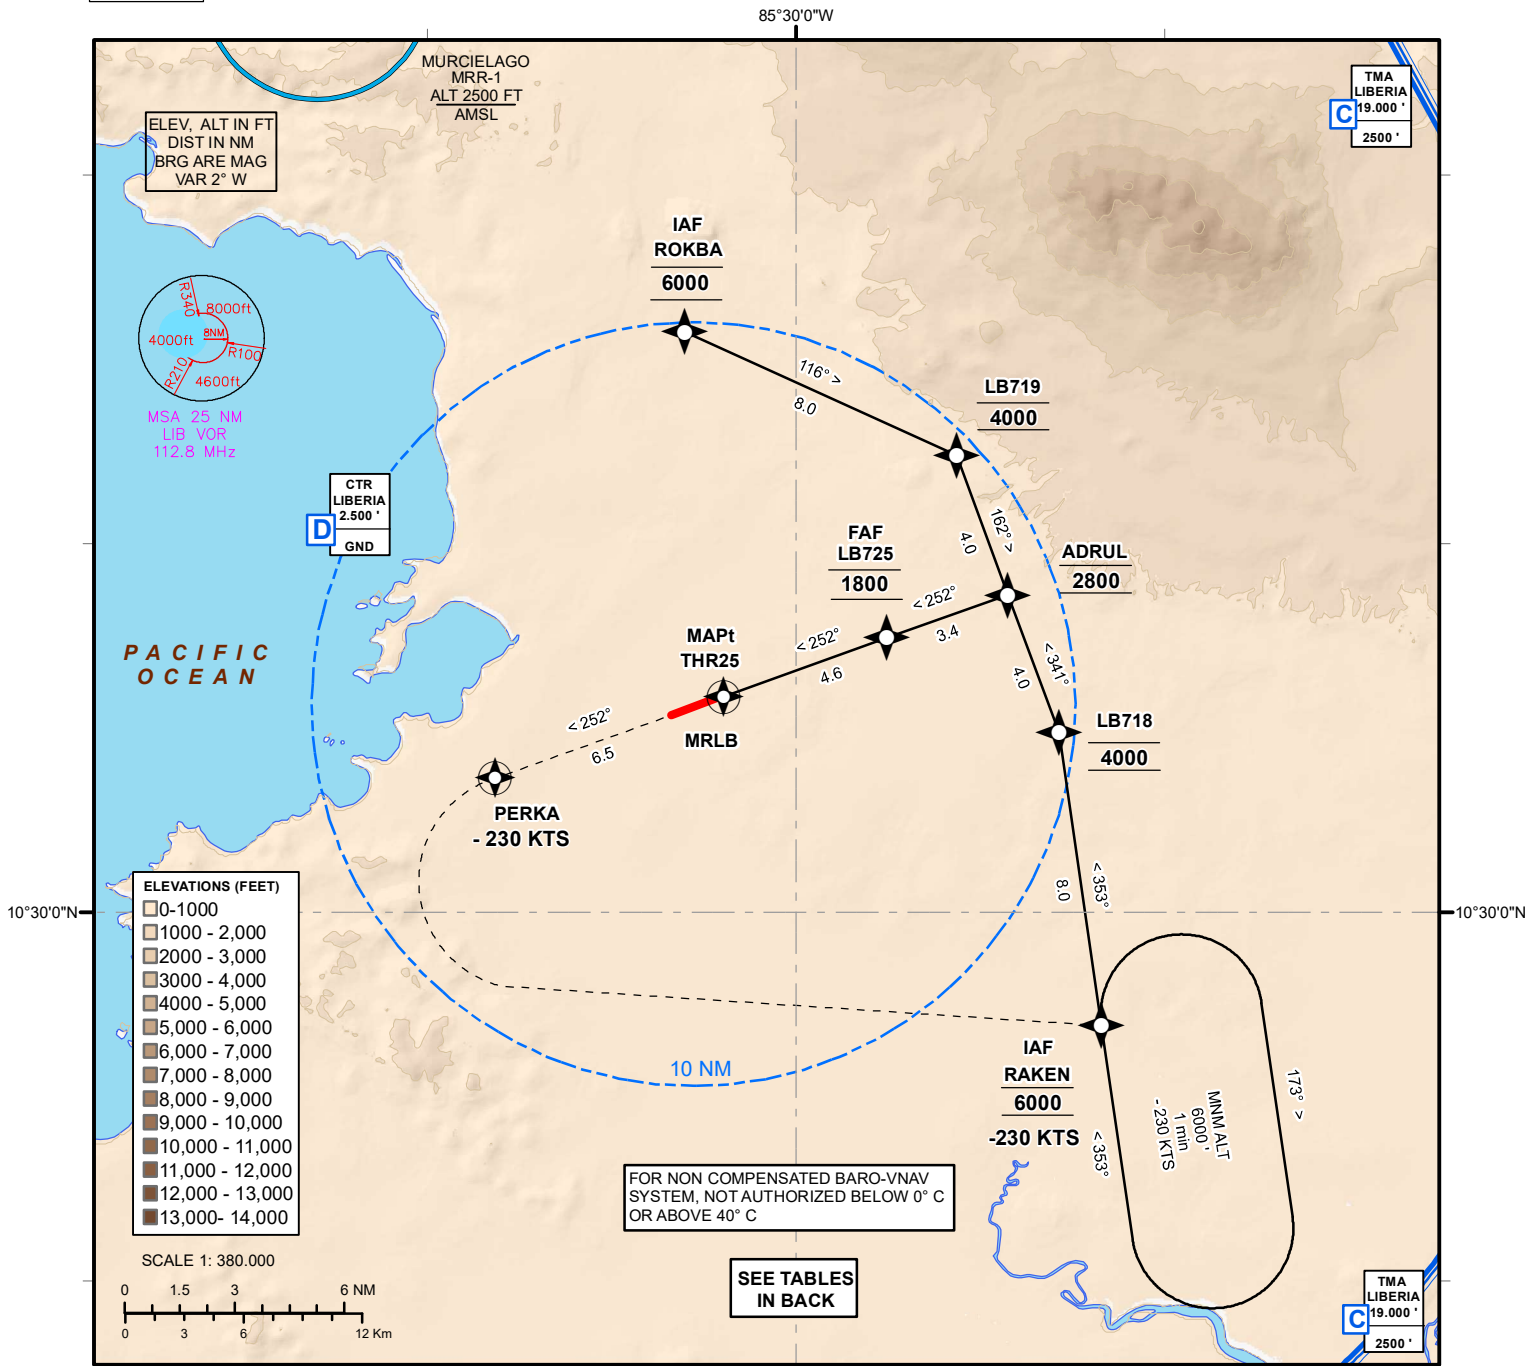 85°30'0"W
MURCIELAGO
MRR-1
ALT 2500 FT
AMSL
TMA
LIBERIA
19.000 '
C
2500 '
ELEV, ALT IN FT
DIST IN NM
BRG ARE MAG
VAR 2° W
IAF
ROKBA
6000
R340
8000ft
4000ft
8NM
R100
R210
4600ft
MSA 25 NM
LIB VOR
112.8 MHz
116° >
8.0
LB719
4000
CTR
LIBERIA
2.500 '
D
GND
162° >
4.0
FAF
LB725
1800
ADRUL
2800
< 252°
3.4
MAPt
THR25
< 252°
4.6
< 341°
4.0
PACIFIC
OCEAN
MRLB
LB718
4000
< 252°
6.5
PERKA
- 230 KTS
< 353°
8.0
10°30'0"N
10°30'0"N
ELEVATIONS (FEET)
0-1000
1000 - 2,000
2000 - 3,000
3000 - 4,000
4000 - 5,000
5,000 - 6,000
6,000 - 7,000
7,000 - 8,000
8,000 - 9,000
9,000 - 10,000
10,000 - 11,000
11,000 - 12,000
12,000 - 13,000
13,000- 14,000
10 NM
IAF
RAKEN
6000
-230 KTS
< 353°
MNM ALT
6000 '
1 min
- 230 KTS
173° >
FOR NON COMPENSATED BARO-VNAV
SYSTEM, NOT AUTHORIZED BELOW 0° C
OR ABOVE 40° C
SEE TABLES
IN BACK
SCALE 1: 380.000
0 1.5 3 6 NM
0 3 6 12 Km
TMA
LIBERIA
19.000 '
C
2500 '